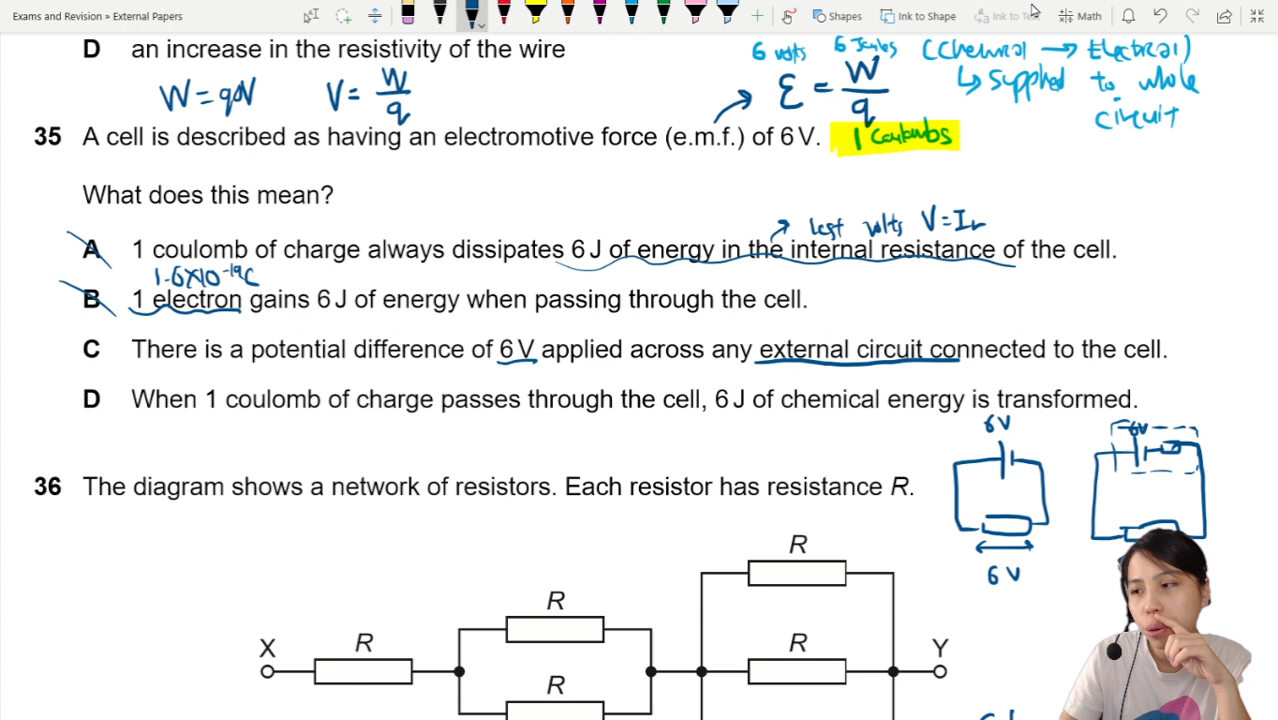 Exams and Revision » External Papers
Shapes
Ink to Shape
Ink to Text
Math
D an increase in the resistivity of the wire
6 volts 6 Joules (Chemical → Electrical)
↳ supplied to whole circuit
W = qΔV V = W/q
→ Ɛ = W/q
35 A cell is described as having an electromotive force (e.m.f.) of 6 V. 1 Coulombs
What does this mean?
→ lost volts V = Ir
A 1 coulomb of charge always dissipates 6 J of energy in the internal resistance of the cell.
1.6×10⁻¹⁹C
B 1 electron gains 6 J of energy when passing through the cell.
C There is a potential difference of 6 V applied across any external circuit connected to the cell.
D When 1 coulomb of charge passes through the cell, 6 J of chemical energy is transformed.
6V 6V
36 The diagram shows a network of resistors. Each resistor has resistance R.
6 V
R
R
X R R Y
R